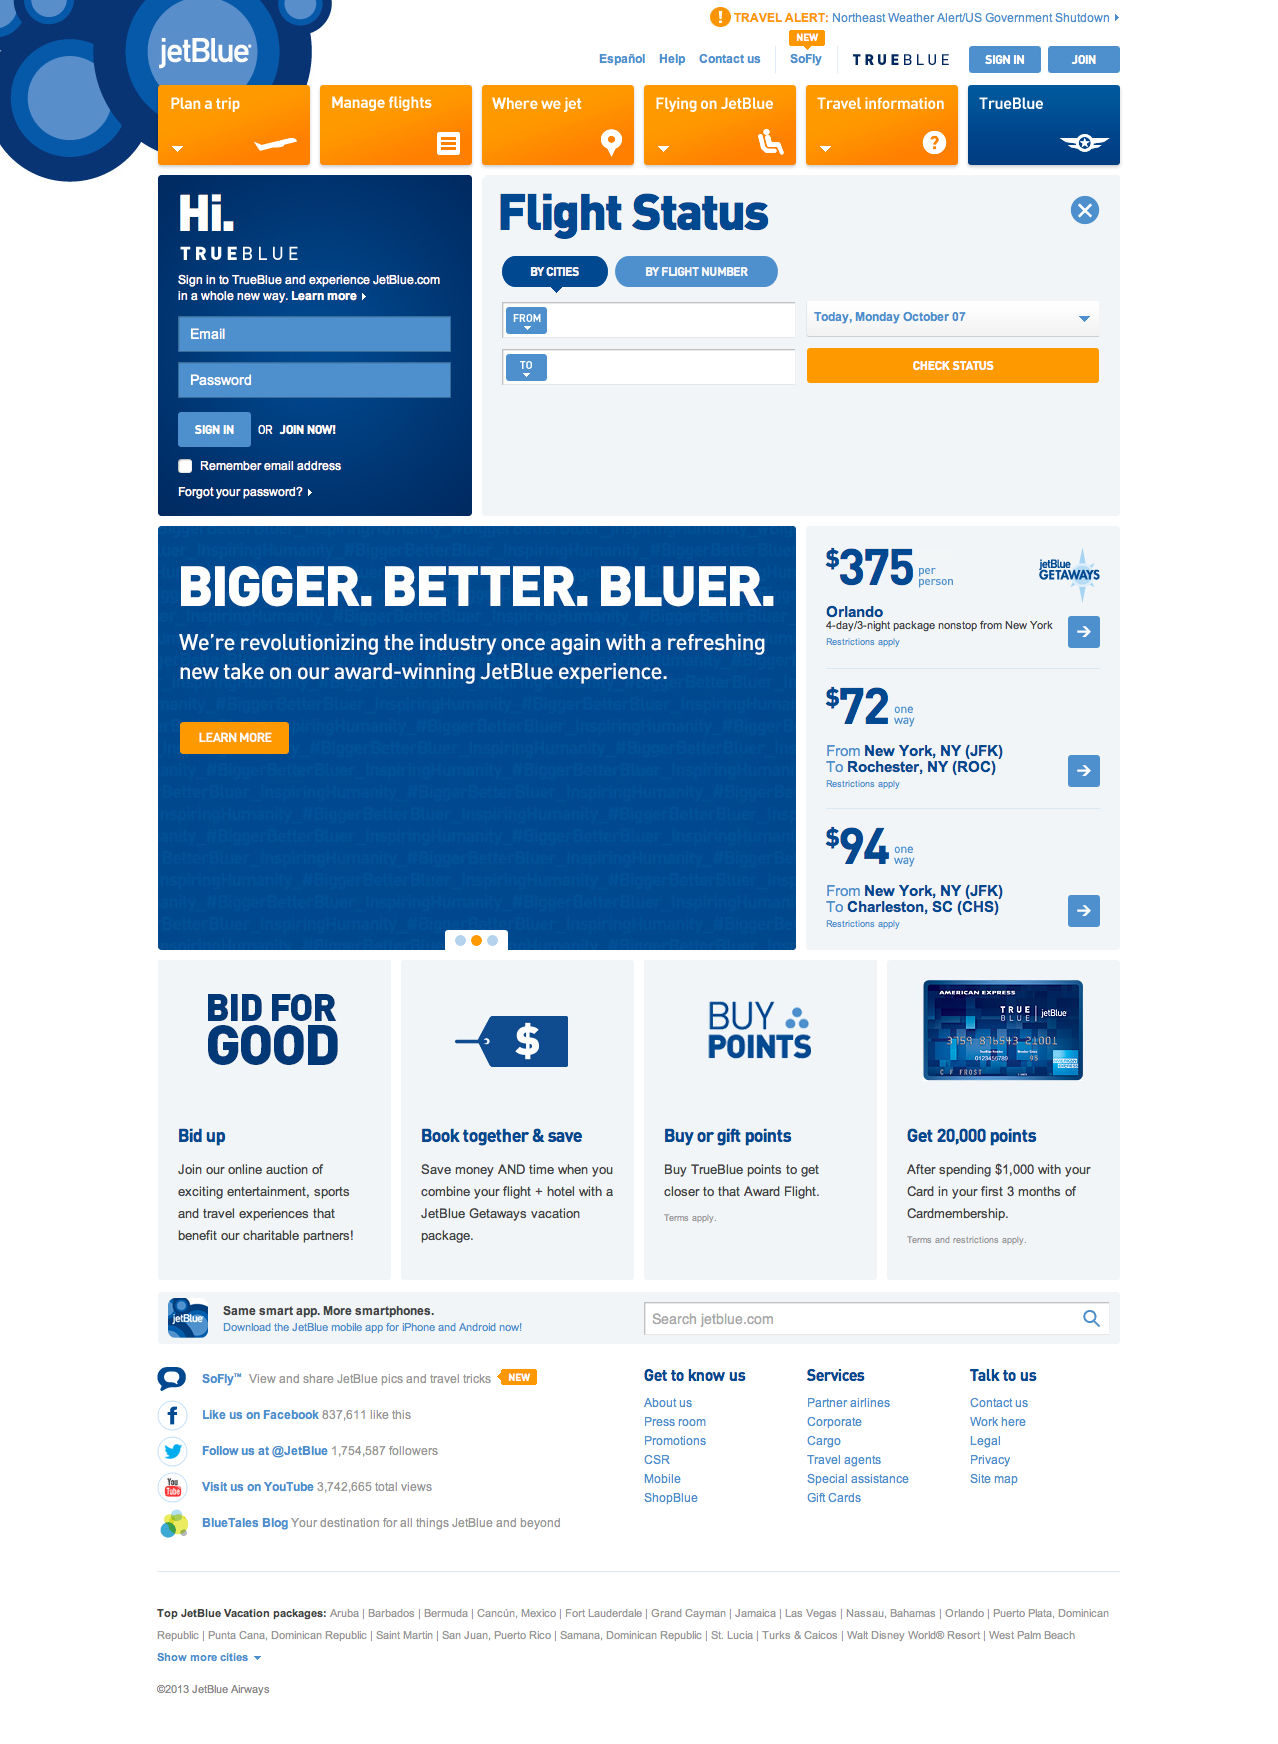 TRAVEL ALERT: Northeast Weather Alert/US Government Shutdown
jetBlue
NEW
Español Help Contact us SoFly TRUEBLUE SIGN IN JOIN
Plan a trip
Manage flights
Where we jet
Flying on JetBlue
Travel information
TrueBlue
Hi.
TRUEBLUE
Sign in to TrueBlue and experience JetBlue.com
in a whole new way. Learn more
Email
Password
SIGN IN OR JOIN NOW!
Remember email address
Forgot your password?
Flight Status
BY CITIES BY FLIGHT NUMBER
FROM
Today, Monday October 07
TO
CHECK STATUS
BIGGER. BETTER. BLUER.
We're revolutionizing the industry once again with a refreshing
new take on our award-winning JetBlue experience.
LEARN MORE
$375 per person
jetBlue
GETAWAYS
Orlando
4-day/3-night package nonstop from New York
Restrictions apply
$72 one way
From New York, NY (JFK)
To Rochester, NY (ROC)
Restrictions apply
$94 one way
From New York, NY (JFK)
To Charleston, SC (CHS)
Restrictions apply
BID FOR
GOOD
Bid up
Join our online auction of
exciting entertainment, sports
and travel experiences that
benefit our charitable partners!
$
Book together & save
Save money AND time when you
combine your flight + hotel with a
JetBlue Getaways vacation
package.
BUY
POINTS
Buy or gift points
Buy TrueBlue points to get
closer to that Award Flight.
Terms apply.
AMERICAN EXPRESS
TRUE
BLUE jetBlue
3759 876543 21001
C F FROST
Get 20,000 points
After spending $1,000 with your
Card in your first 3 months of
Cardmembership.
Terms and restrictions apply.
jetBlue
Same smart app. More smartphones.
Download the JetBlue mobile app for iPhone and Android now!
Search jetblue.com
SoFly™ View and share JetBlue pics and travel tricks NEW
Like us on Facebook 837,611 like this
Follow us at @JetBlue 1,754,587 followers
You
Tube
Visit us on YouTube 3,742,665 total views
BlueTales Blog Your destination for all things JetBlue and beyond
Get to know us
About us
Press room
Promotions
CSR
Mobile
ShopBlue
Services
Partner airlines
Corporate
Cargo
Travel agents
Special assistance
Gift Cards
Talk to us
Contact us
Work here
Legal
Privacy
Site map
Top JetBlue Vacation packages: Aruba | Barbados | Bermuda | Cancún, Mexico | Fort Lauderdale | Grand Cayman | Jamaica | Las Vegas | Nassau, Bahamas | Orlando | Puerto Plata, Dominican
Republic | Punta Cana, Dominican Republic | Saint Martin | San Juan, Puerto Rico | Samana, Dominican Republic | St. Lucia | Turks & Caicos | Walt Disney World® Resort | West Palm Beach
Show more cities
©2013 JetBlue Airways